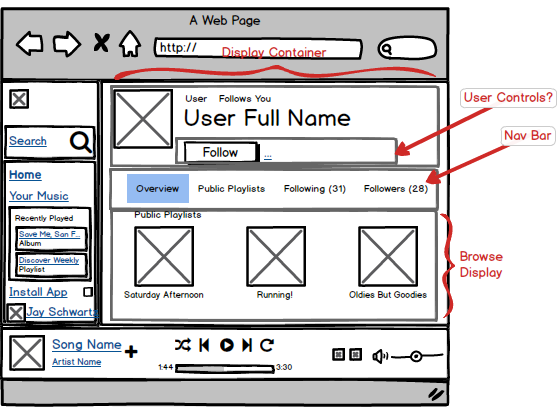 A Web Page
http://
Display Container
User Follows You
User Full Name
Follow
...
User Controls?
Nav Bar
Search
Home
Your Music
Recently Played
Save Me, San F...
Album
Discover Weekly
Playlist
Install App
Jay Schwartz
Overview
Public Playlists
Following (31)
Followers (28)
Public Playlists
Saturday Afternoon
Running!
Oldies But Goodies
Browse
Display
Song Name
Artist Name
1:44
3:30